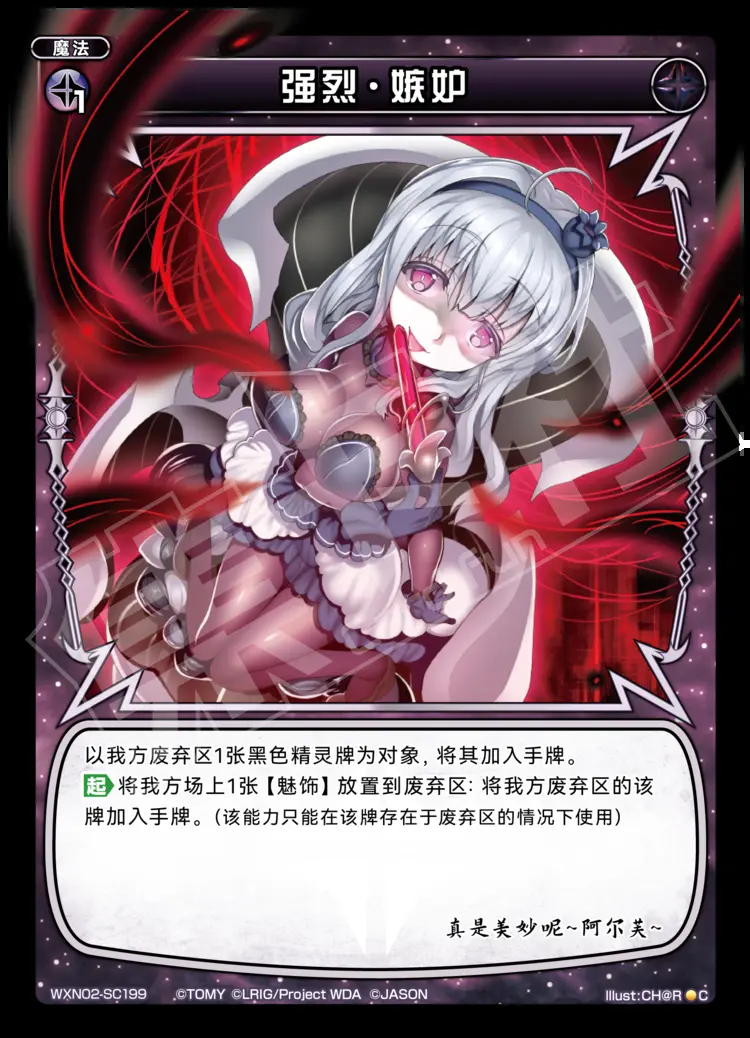 魔法
1
强烈·嫉妒
以我方废弃区1张黑色精灵牌为对象，将其加入手牌。
起 将我方场上1张【魅饰】放置到废弃区：将我方废弃区的该
牌加入手牌。（该能力只能在该牌存在于废弃区的情况下使用）
真是美妙呢~阿尔芙~
WXN02-SC199 ©TOMY ©LRIG/Project WDA ©JASON Illust:CH@R C